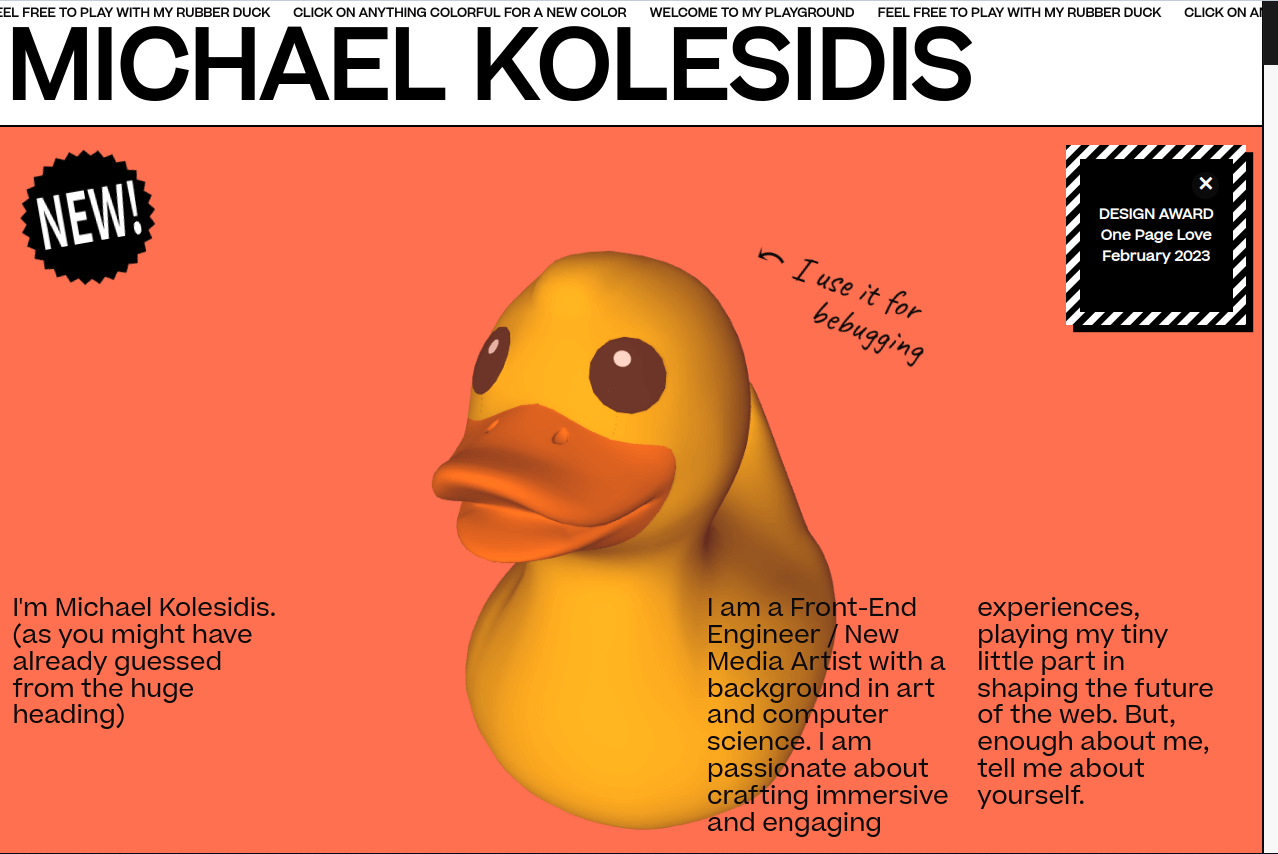 EEL FREE TO PLAY WITH MY RUBBER DUCK CLICK ON ANYTHING COLORFUL FOR A NEW COLOR WELCOME TO MY PLAYGROUND FEEL FREE TO PLAY WITH MY RUBBER DUCK CLICK ON AN
MICHAEL KOLESIDIS
NEW!
DESIGN AWARD
One Page Love
February 2023
I use it for
bebugging
I'm Michael Kolesidis.
(as you might have
already guessed
from the huge
heading)
I am a Front-End
Engineer / New
Media Artist with a
background in art
and computer
science. I am
passionate about
crafting immersive
and engaging
experiences,
playing my tiny
little part in
shaping the future
of the web. But,
enough about me,
tell me about
yourself.